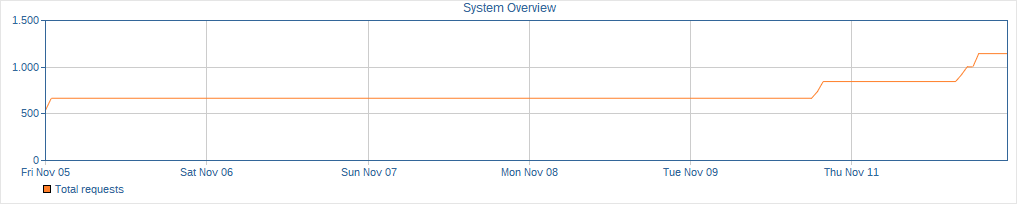 System Overview
1.500
1.000
500
0
Fri Nov 05 Sat Nov 06 Sun Nov 07 Mon Nov 08 Tue Nov 09 Thu Nov 11
Total requests